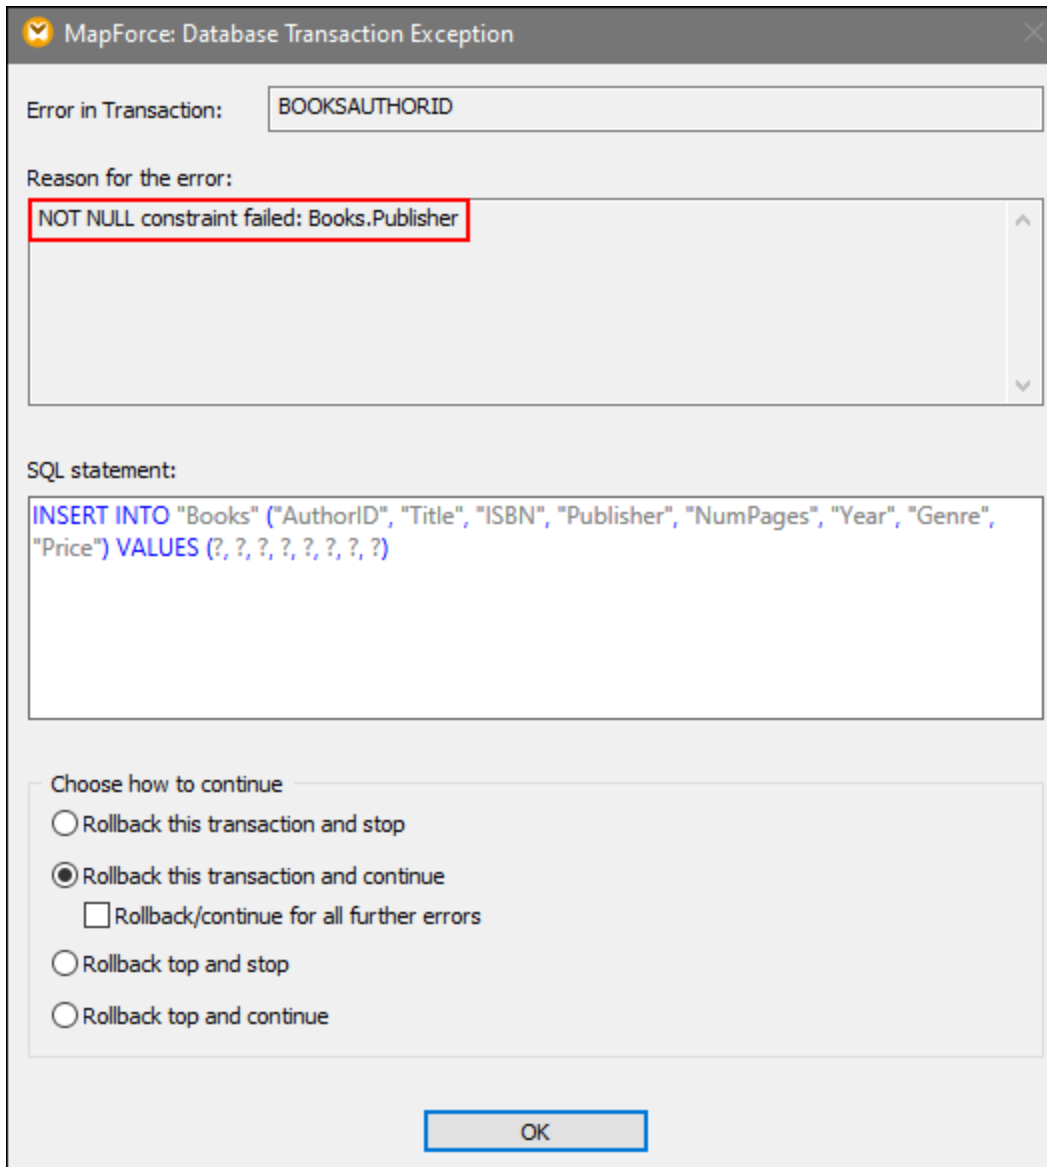 MapForce: Database Transaction Exception
Error in Transaction: BOOKSAUTHORID
Reason for the error:
NOT NULL constraint failed: Books.Publisher
SQL statement:
INSERT INTO "Books" ("AuthorID", "Title", "ISBN", "Publisher", "NumPages", "Year", "Genre",
"Price") VALUES (?, ?, ?, ?, ?, ?, ?, ?)
Choose how to continue
Rollback this transaction and stop
Rollback this transaction and continue
Rollback/continue for all further errors
Rollback top and stop
Rollback top and continue
OK